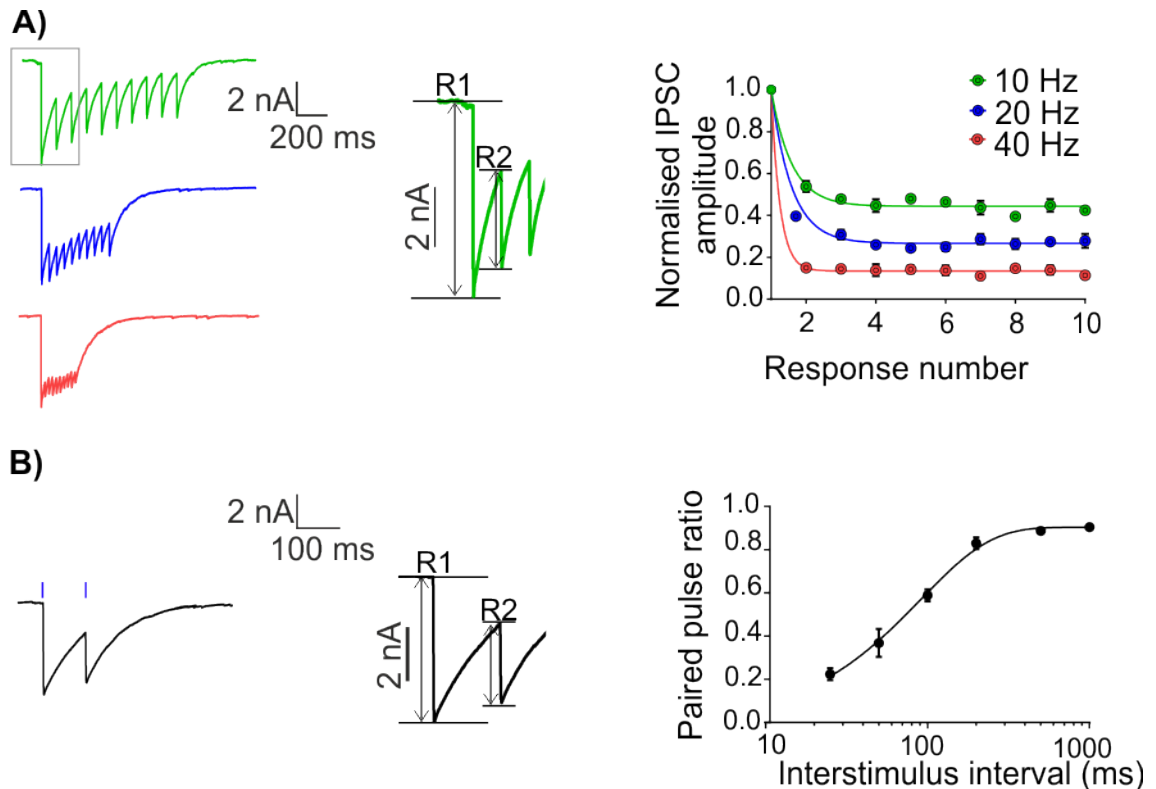 A)
2 nA
200 ms
R1
R2
2 nA
Normalised IPSC
amplitude
1.0
0.8
0.6
0.4
0.2
0.0
2
4
6
8
10
Response number
10 Hz
20 Hz
40 Hz
B)
2 nA
100 ms
R1
R2
2 nA
Paired pulse ratio
1.0
0.8
0.6
0.4
0.2
0.0
10
100
1000
Interstimulus interval (ms)